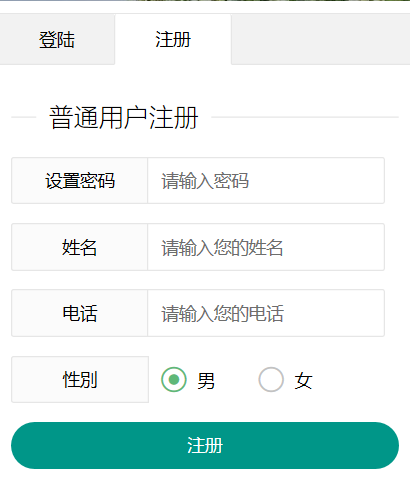 登陆 注册
普通用户注册
设置密码 请输入密码
姓名 请输入您的姓名
电话 请输入您的电话
性别 男 女
注册